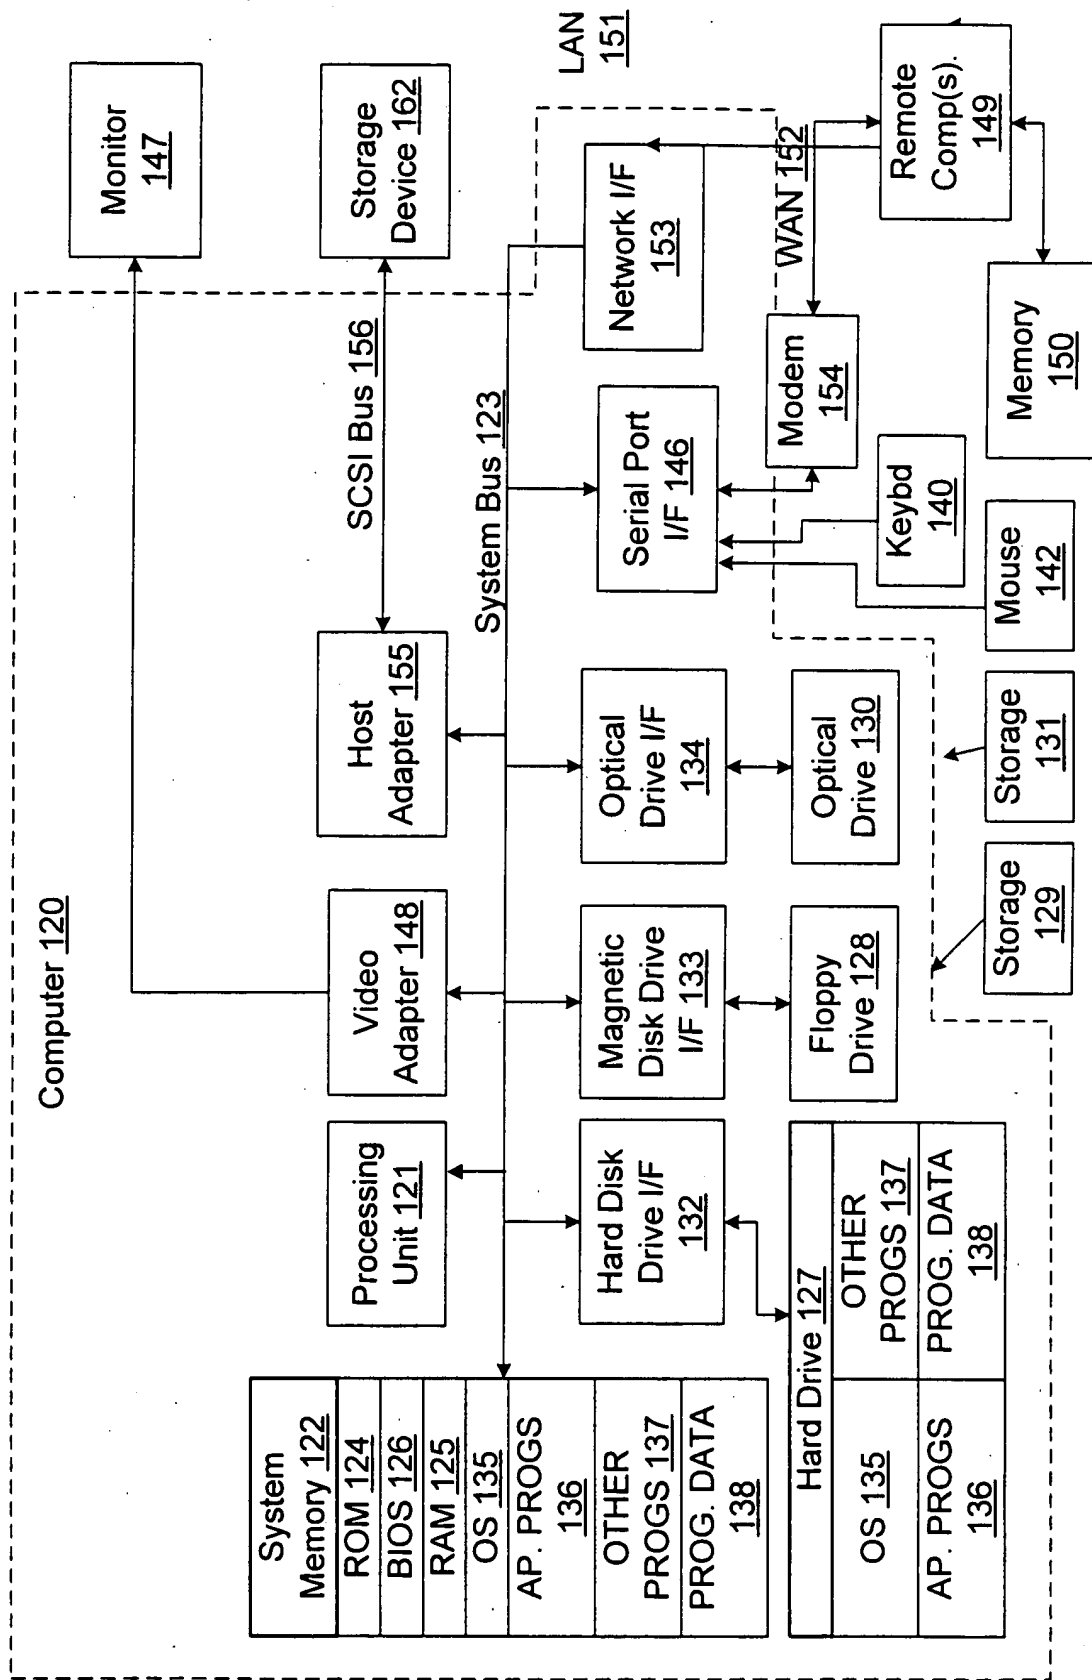 Computer 120
Monitor
147
Storage
Device 162
LAN
151
SCSI Bus 156
System
Memory 122
ROM 124
BIOS 126
RAM 125
OS 135
AP. PROGS
136
OTHER
PROGS 137
PROG. DATA
138
Processing
Unit 121
Video
Adapter 148
Host
Adapter 155
System Bus 123
Hard Disk
Drive I/F
132
Magnetic
Disk Drive
I/F 133
Optical
Drive I/F
134
Serial Port
I/F 146
Network I/F
153
WAN 152
Hard Drive 127
OS 135
OTHER
PROGS 137
AP. PROGS
136
PROG. DATA
138
Floppy
Drive 128
Optical
Drive 130
Modem
154
Remote
Comp(s).
149
Keybd
140
Storage
129
Storage
131
Mouse
142
Memory
150